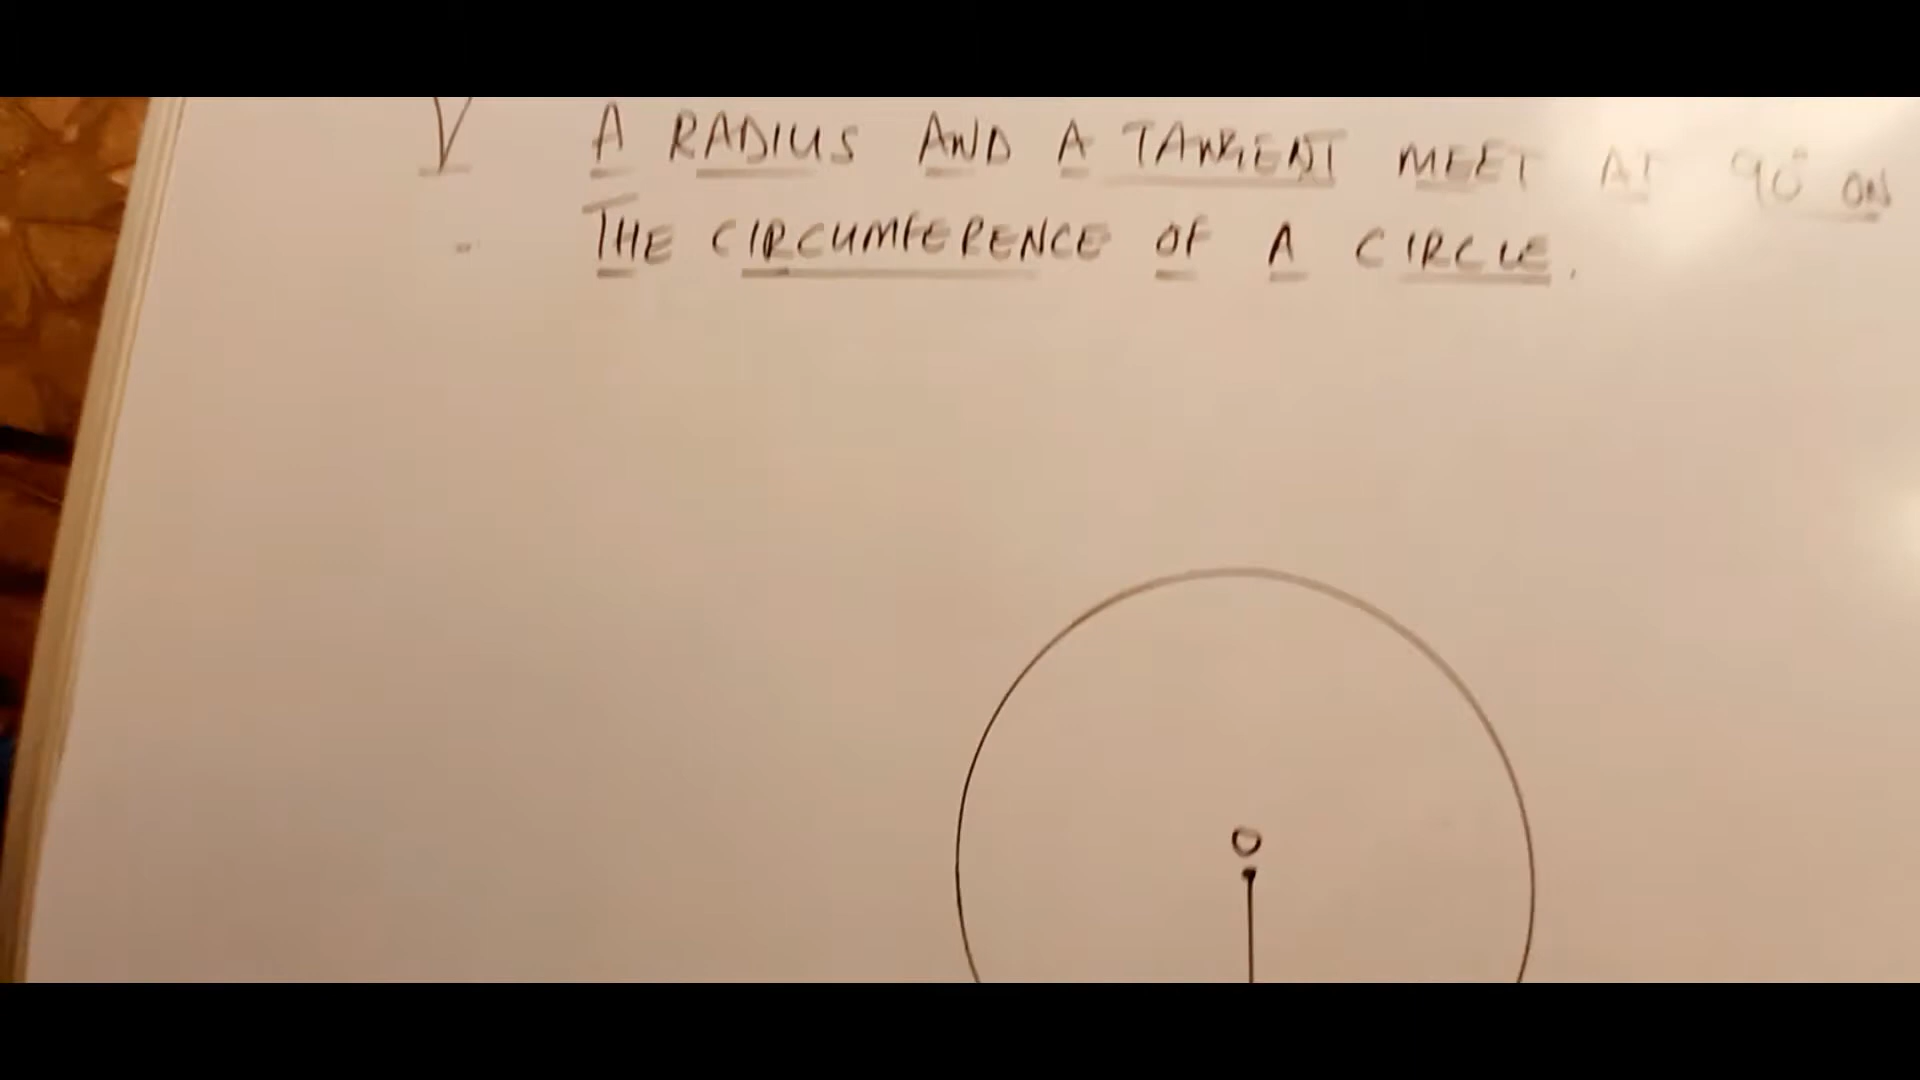 V A RADIUS AND A TANGENT MEET AT 90° ON
THE CIRCUMFERENCE OF A CIRCLE.
O